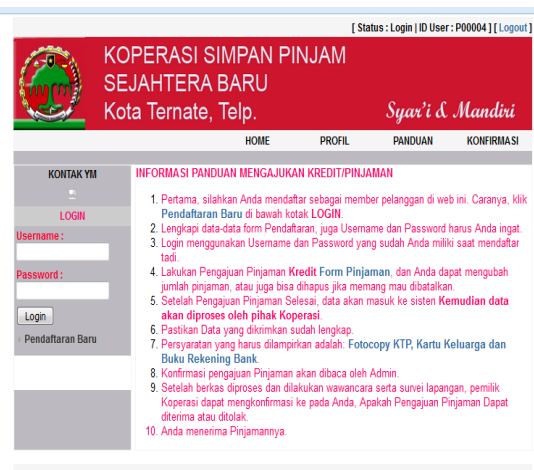 [ Status : Login | ID User : P00004 ] [ Logout ]
KOPERASI SIMPAN PINJAM
SEJAHTERA BARU
Kota Ternate, Telp.
Syar'i & Mandiri
HOME PROFIL PANDUAN KONFIRMASI
KONTAK YM
LOGIN
Username :
Password :
Login
Pendaftaran Baru
INFORMASI PANDUAN MENGAJUKAN KREDIT/PINJAMAN
1. Pertama, silahkan Anda mendaftar sebagai member pelanggan di web ini. Caranya, klik
Pendaftaran Baru di bawah kotak LOGIN.
2. Lengkapi data-data form Pendaftaran, juga Username dan Password harus Anda ingat.
3. Login menggunakan Username dan Password yang sudah Anda miliki saat mendaftar
tadi.
4. Lakukan Pengajuan Pinjaman Kredit Form Pinjaman, dan Anda dapat mengubah
jumlah pinjaman, atau juga bisa dihapus jika memang mau dibatalkan.
5. Setelah Pengajuan Pinjaman Selesai, data akan masuk ke sisten Kemudian data
akan diproses oleh pihak Koperasi.
6. Pastikan Data yang dikrimkan sudah lengkap.
7. Persyaratan yang harus dilampirkan adalah: Fotocopy KTP, Kartu Keluarga dan
Buku Rekening Bank.
8. Konfirmasi pengajuan Pinjaman akan dibaca oleh Admin.
9. Setelah berkas diproses dan dilakukan wawancara serta survei lapangan, pemilik
Koperasi dapat mengkonfirmasi ke pada Anda, Apakah Pengajuan Pinjaman Dapat
diterima atau ditolak.
10. Anda menerima Pinjamannya.